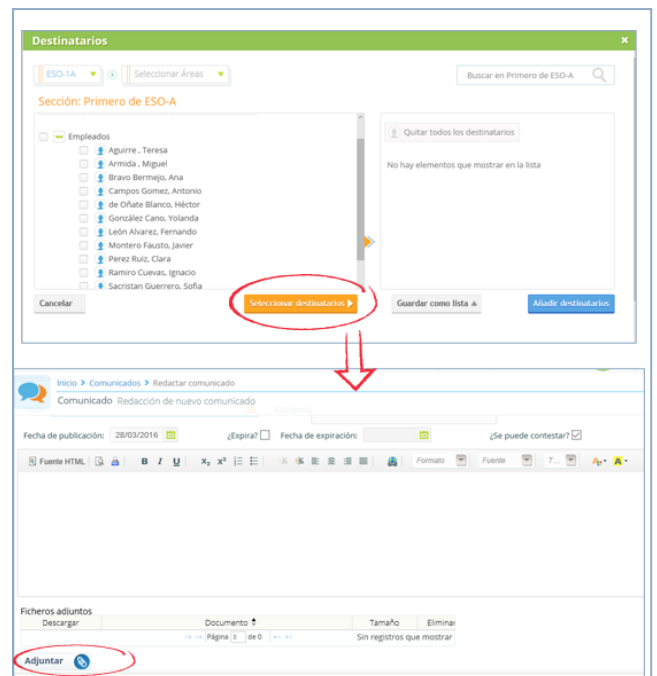 Destinatarios ×
ESO-1A Seleccionar Áreas Buscar en Primero de ESO-A
Sección: Primero de ESO-A
Empleados
Aguirre , Teresa
Armida , Miguel
Bravo Bermejo, Ana
Campos Gomez, Antonio
de Oñate Blanco, Héctor
González Cano, Yolanda
León Alvarez, Fernando
Montero Fausto, Javier
Perez Ruiz, Clara
Ramiro Cuevas, Ignacio
Sacristan Guerrero, Sofia
Quitar todos los destinatarios
No hay elementos que mostrar en la lista
Cancelar Seleccionar destinatarios Guardar como lista Añadir destinatarios
Inicio > Comunicados > Redactar comunicado
Comunicado Redacción de nuevo comunicado
Fecha de publicación: 28/03/2016 ¿Expira? Fecha de expiración: ¿Se puede contestar?
Fuente HTML B I U X₂ X² Formato Fuente T... A A
Ficheros adjuntos
Descargar Documento Tamaño Elimina
Página 0 de 0 Sin registros que mostrar
Adjuntar